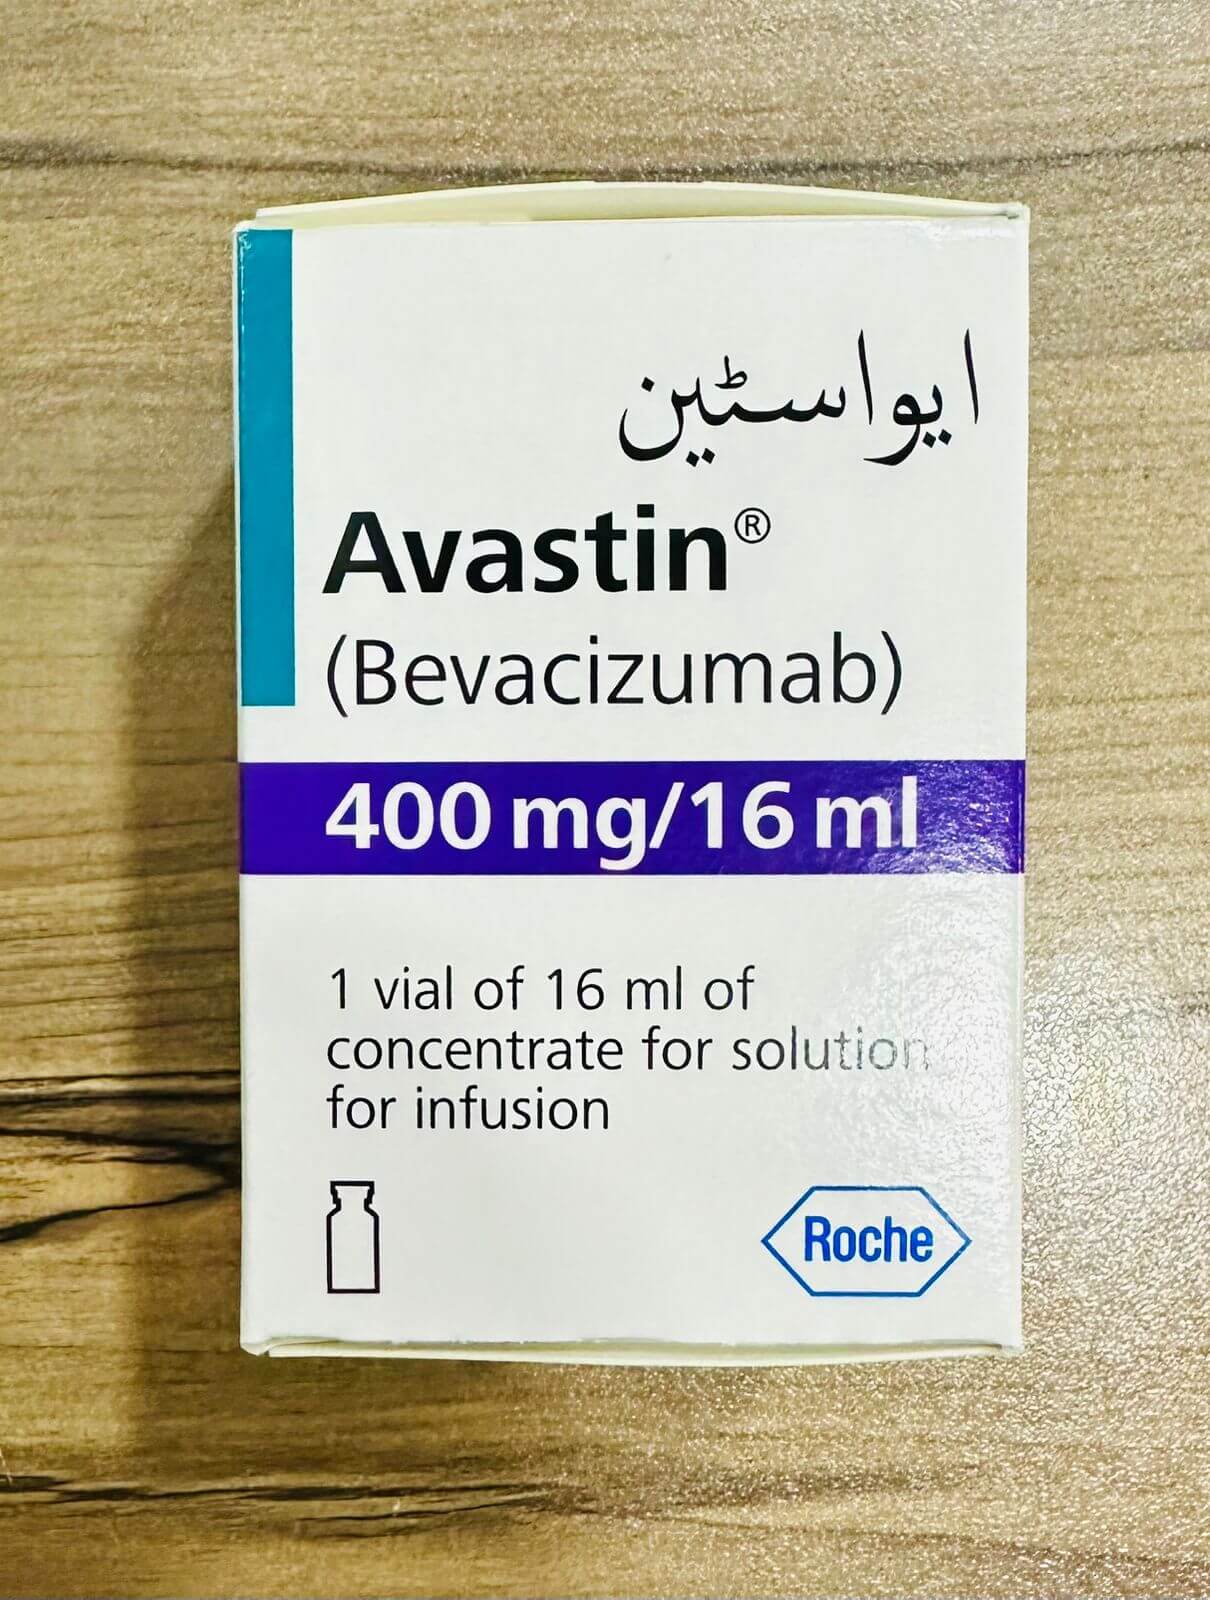 ایواسٹین
Avastin®
(Bevacizumab)
400 mg/16 ml
1 vial of 16 ml of
concentrate for solution
for infusion
Roche